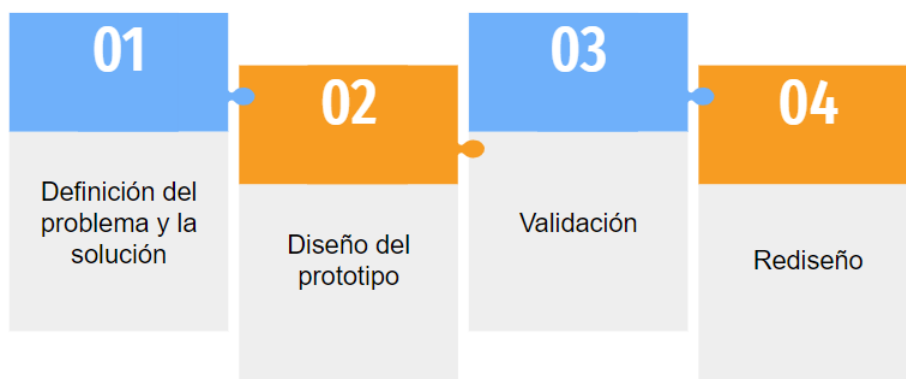 01
Definición del
problema y la
solución
02
Diseño del
prototipo
03
Validación
04
Rediseño